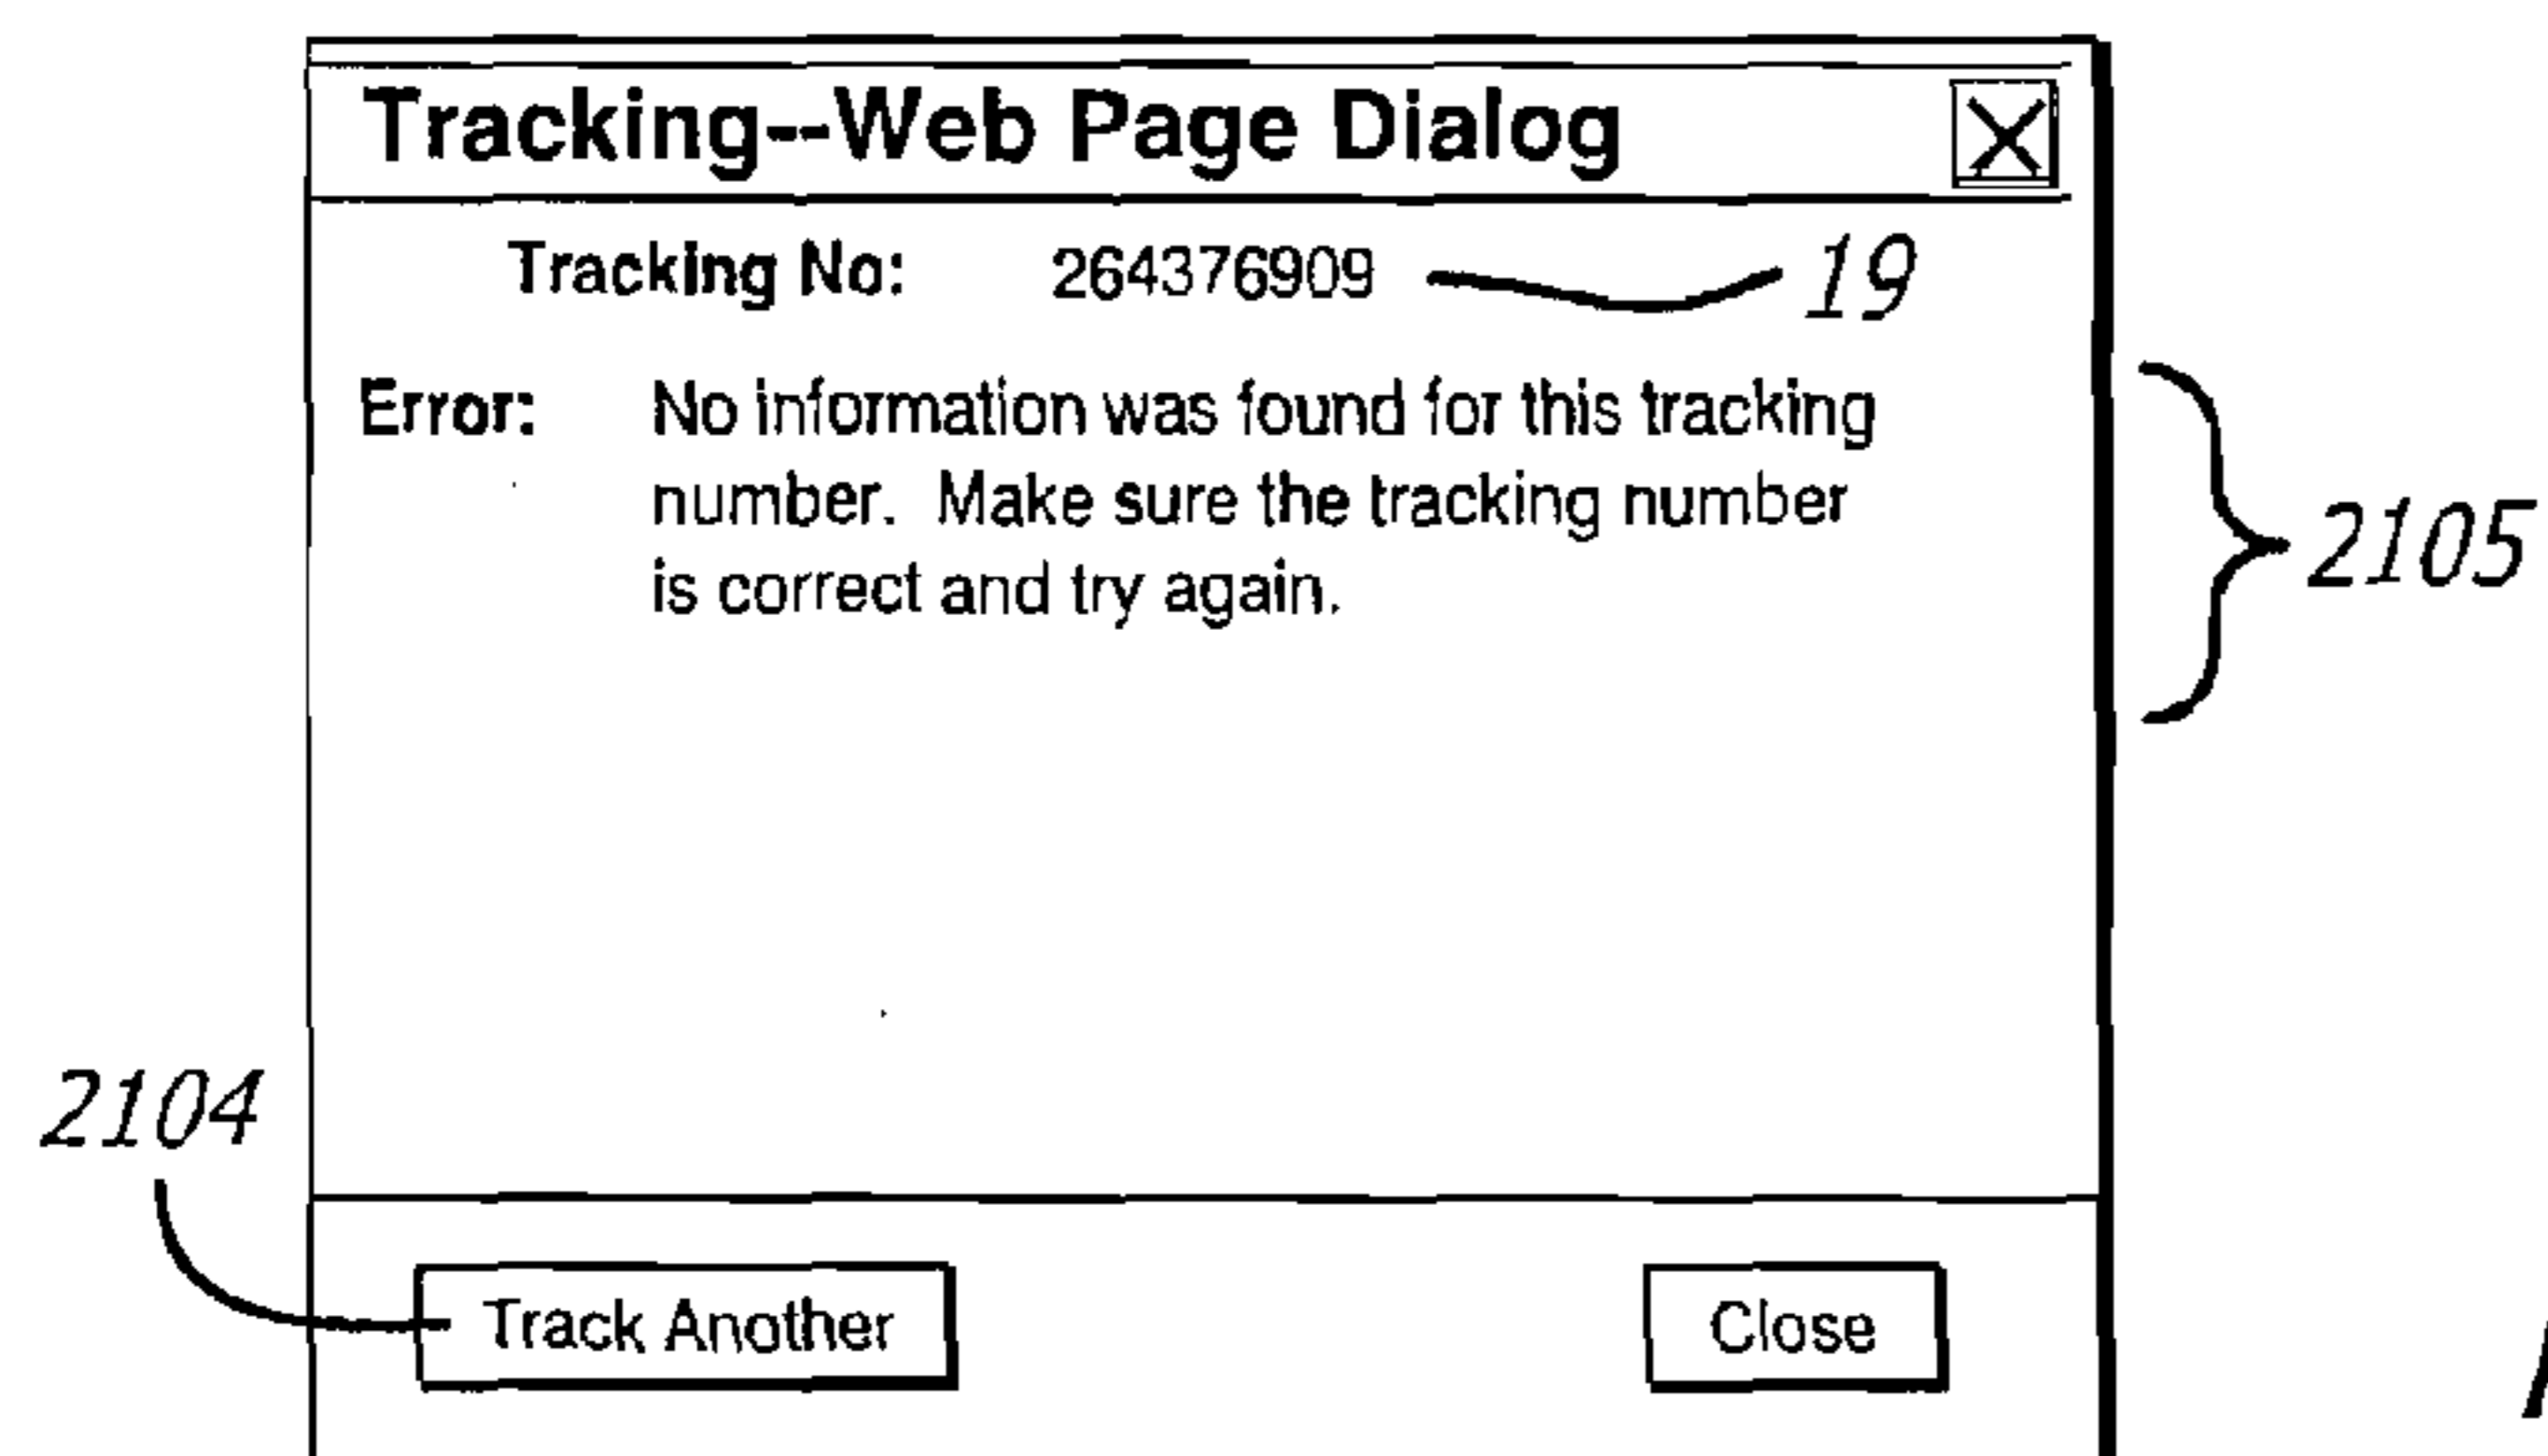 Tracking--Web Page Dialog X
Tracking No: 264376909 19
Error: No information was found for this tracking
number. Make sure the tracking number
is correct and try again.
2105
2104
Track Another Close